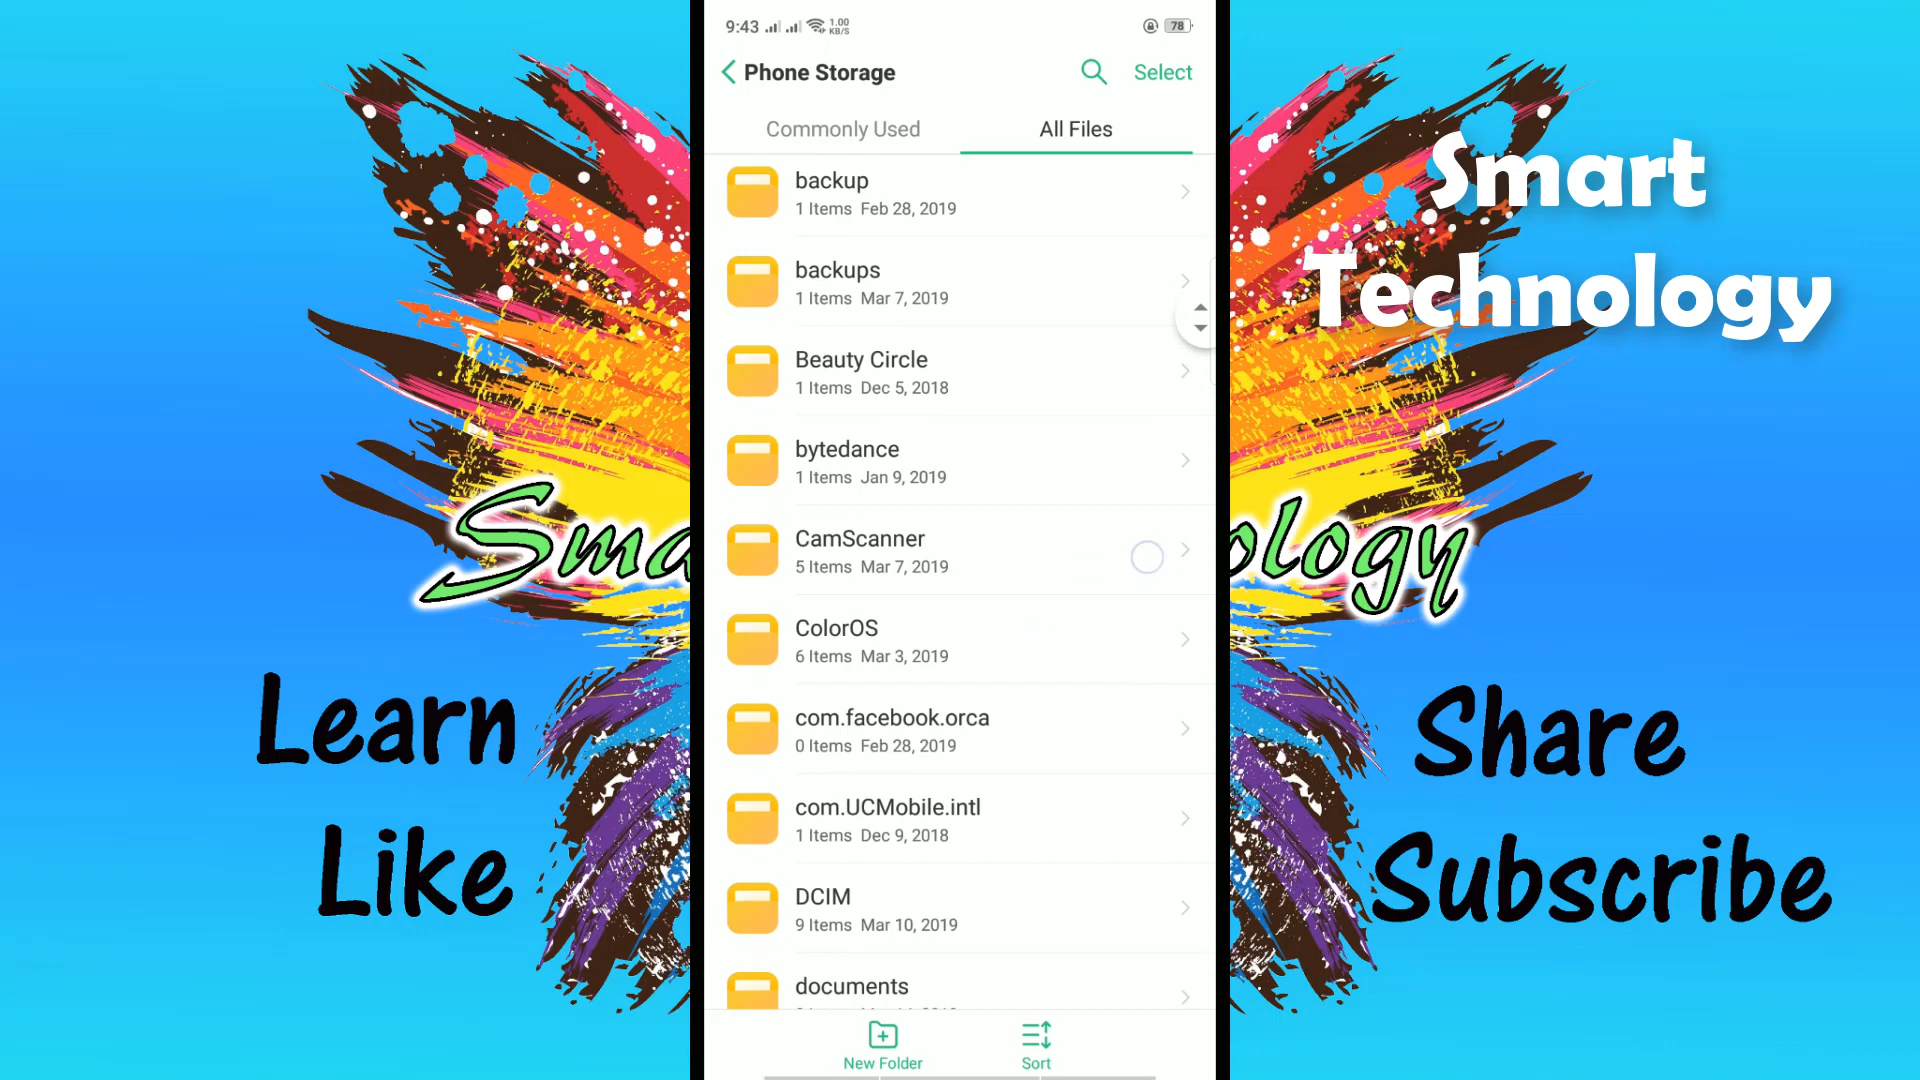 9:43
1.00
KB/S
78
Phone Storage
Select
Commonly Used
All Files
backup
1 Items Feb 28, 2019
backups
1 Items Mar 7, 2019
Beauty Circle
1 Items Dec 5, 2018
bytedance
1 Items Jan 9, 2019
CamScanner
5 Items Mar 7, 2019
ColorOS
6 Items Mar 3, 2019
com.facebook.orca
0 Items Feb 28, 2019
com.UCMobile.intl
1 Items Dec 9, 2018
DCIM
9 Items Mar 10, 2019
documents
New Folder
Sort
Smart
Technology
Sma
ology
Learn
Like
Share
Subscribe